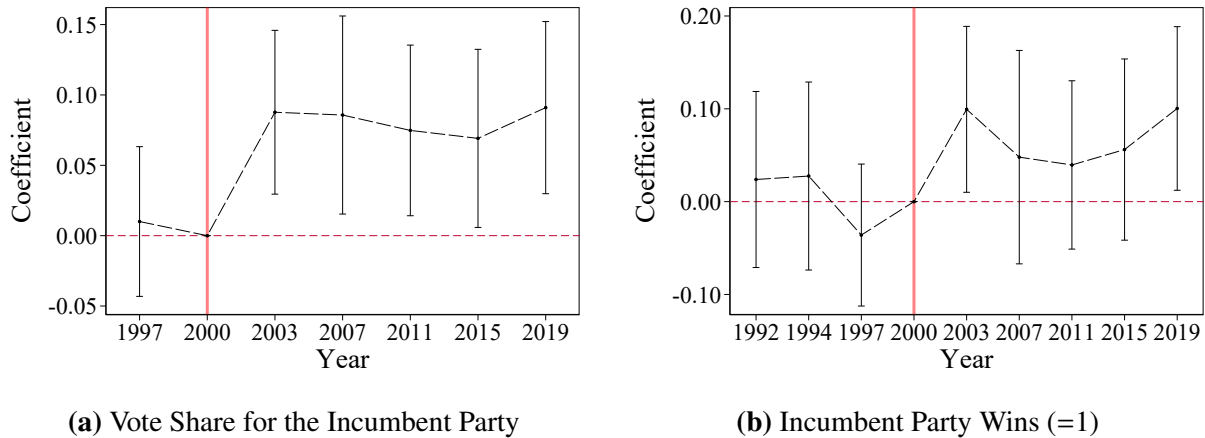 0.15
0.10
0.05
0.00
-0.05
Coefficient
1997 2000 2003 2007 2011 2015 2019
Year
(a) Vote Share for the Incumbent Party
0.20
0.10
0.00
-0.10
Coefficient
1992 1994 1997 2000 2003 2007 2011 2015 2019
Year
(b) Incumbent Party Wins (=1)